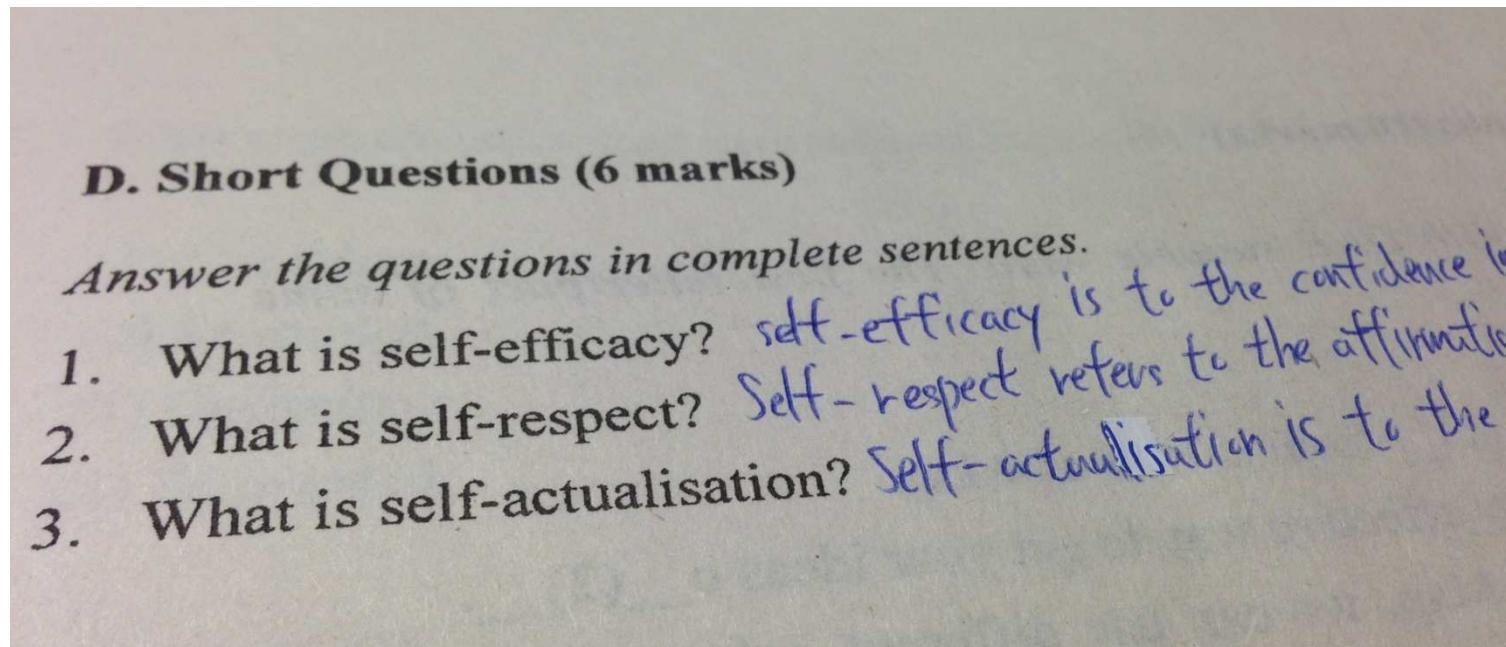 D. Short Questions (6 marks)
Answer the questions in complete sentences.
1. What is self-efficacy? self-efficacy is to the confidence
2. What is self-respect? Self-respect refers to the
3. What is self-actualisation? Self-actualisation is to the